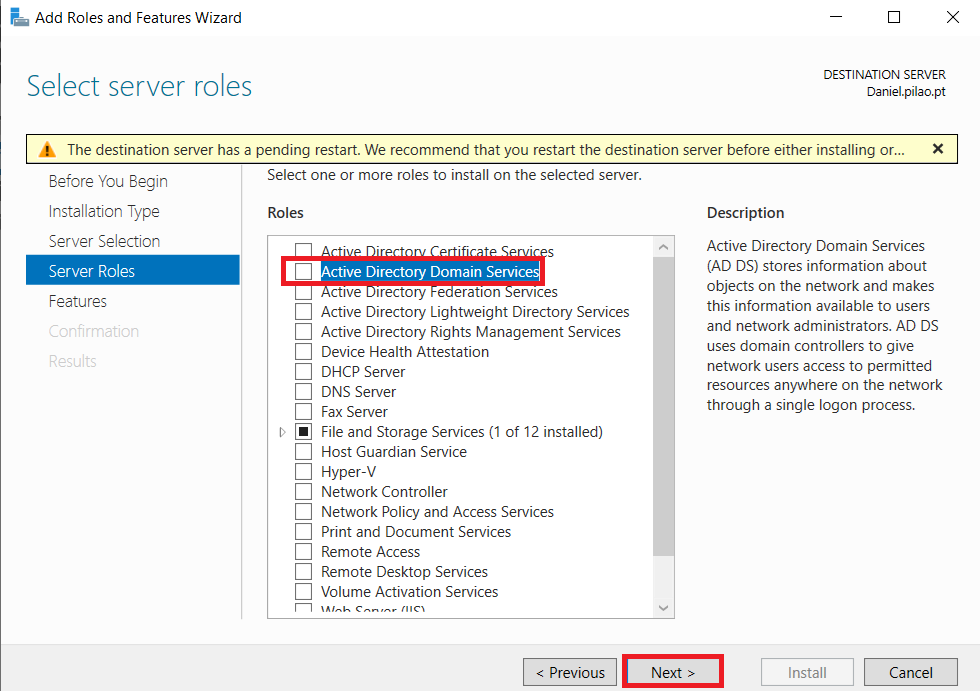 Add Roles and Features Wizard
Select server roles
DESTINATION SERVER
Daniel.pilao.pt
The destination server has a pending restart. We recommend that you restart the destination server before either installing or...
Before You Begin
Installation Type
Server Selection
Server Roles
Features
Confirmation
Results
Select one or more roles to install on the selected server.
Roles
Active Directory Certificate Services
Active Directory Domain Services
Active Directory Federation Services
Active Directory Lightweight Directory Services
Active Directory Rights Management Services
Device Health Attestation
DHCP Server
DNS Server
Fax Server
File and Storage Services (1 of 12 installed)
Host Guardian Service
Hyper-V
Network Controller
Network Policy and Access Services
Print and Document Services
Remote Access
Remote Desktop Services
Volume Activation Services
Web Server (IIS)
Description
Active Directory Domain Services
(AD DS) stores information about
objects on the network and makes
this information available to users
and network administrators. AD DS
uses domain controllers to give
network users access to permitted
resources anywhere on the network
through a single logon process.
< Previous
Next >
Install
Cancel